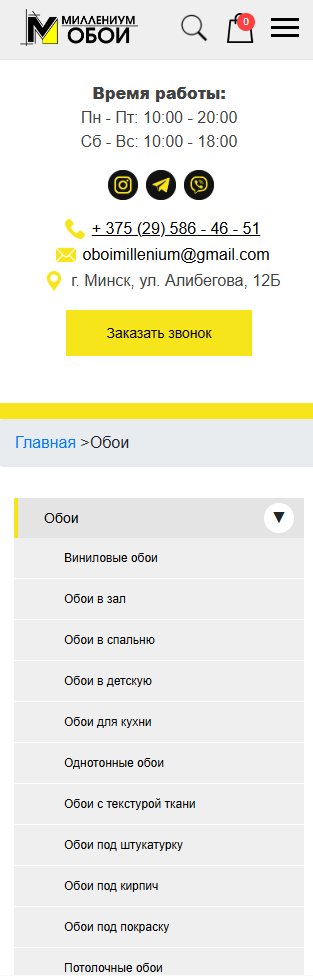 МИЛЛЕНИУМ
ОБОИ
0
Время работы:
Пн - Пт: 10:00 - 20:00
Сб - Вс: 10:00 - 18:00
+ 375 (29) 586 - 46 - 51
oboimillenium@gmail.com
г. Минск, ул. Алибегова, 12Б
Заказать звонок
Главная >Обои
Обои ▼
Виниловые обои
Обои в зал
Обои в спальню
Обои в детскую
Обои для кухни
Однотонные обои
Обои с текстурой ткани
Обои под штукатурку
Обои под кирпич
Обои под покраску
Потолочные обои